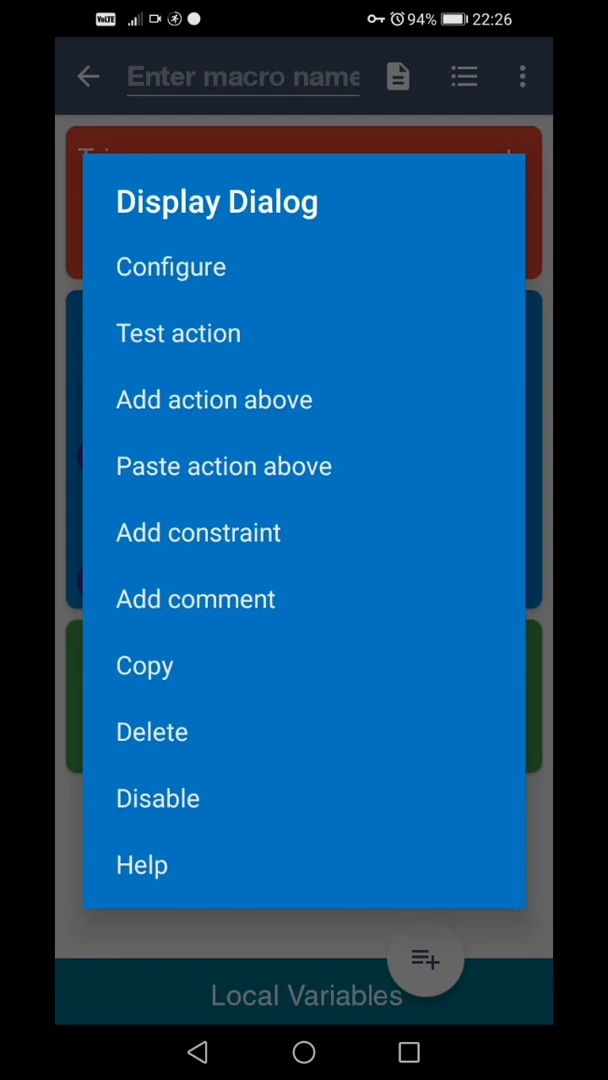 VoLTE 94% 22:26
Enter macro name
Display Dialog
Configure
Test action
Add action above
Paste action above
Add constraint
Add comment
Copy
Delete
Disable
Help
Local Variables